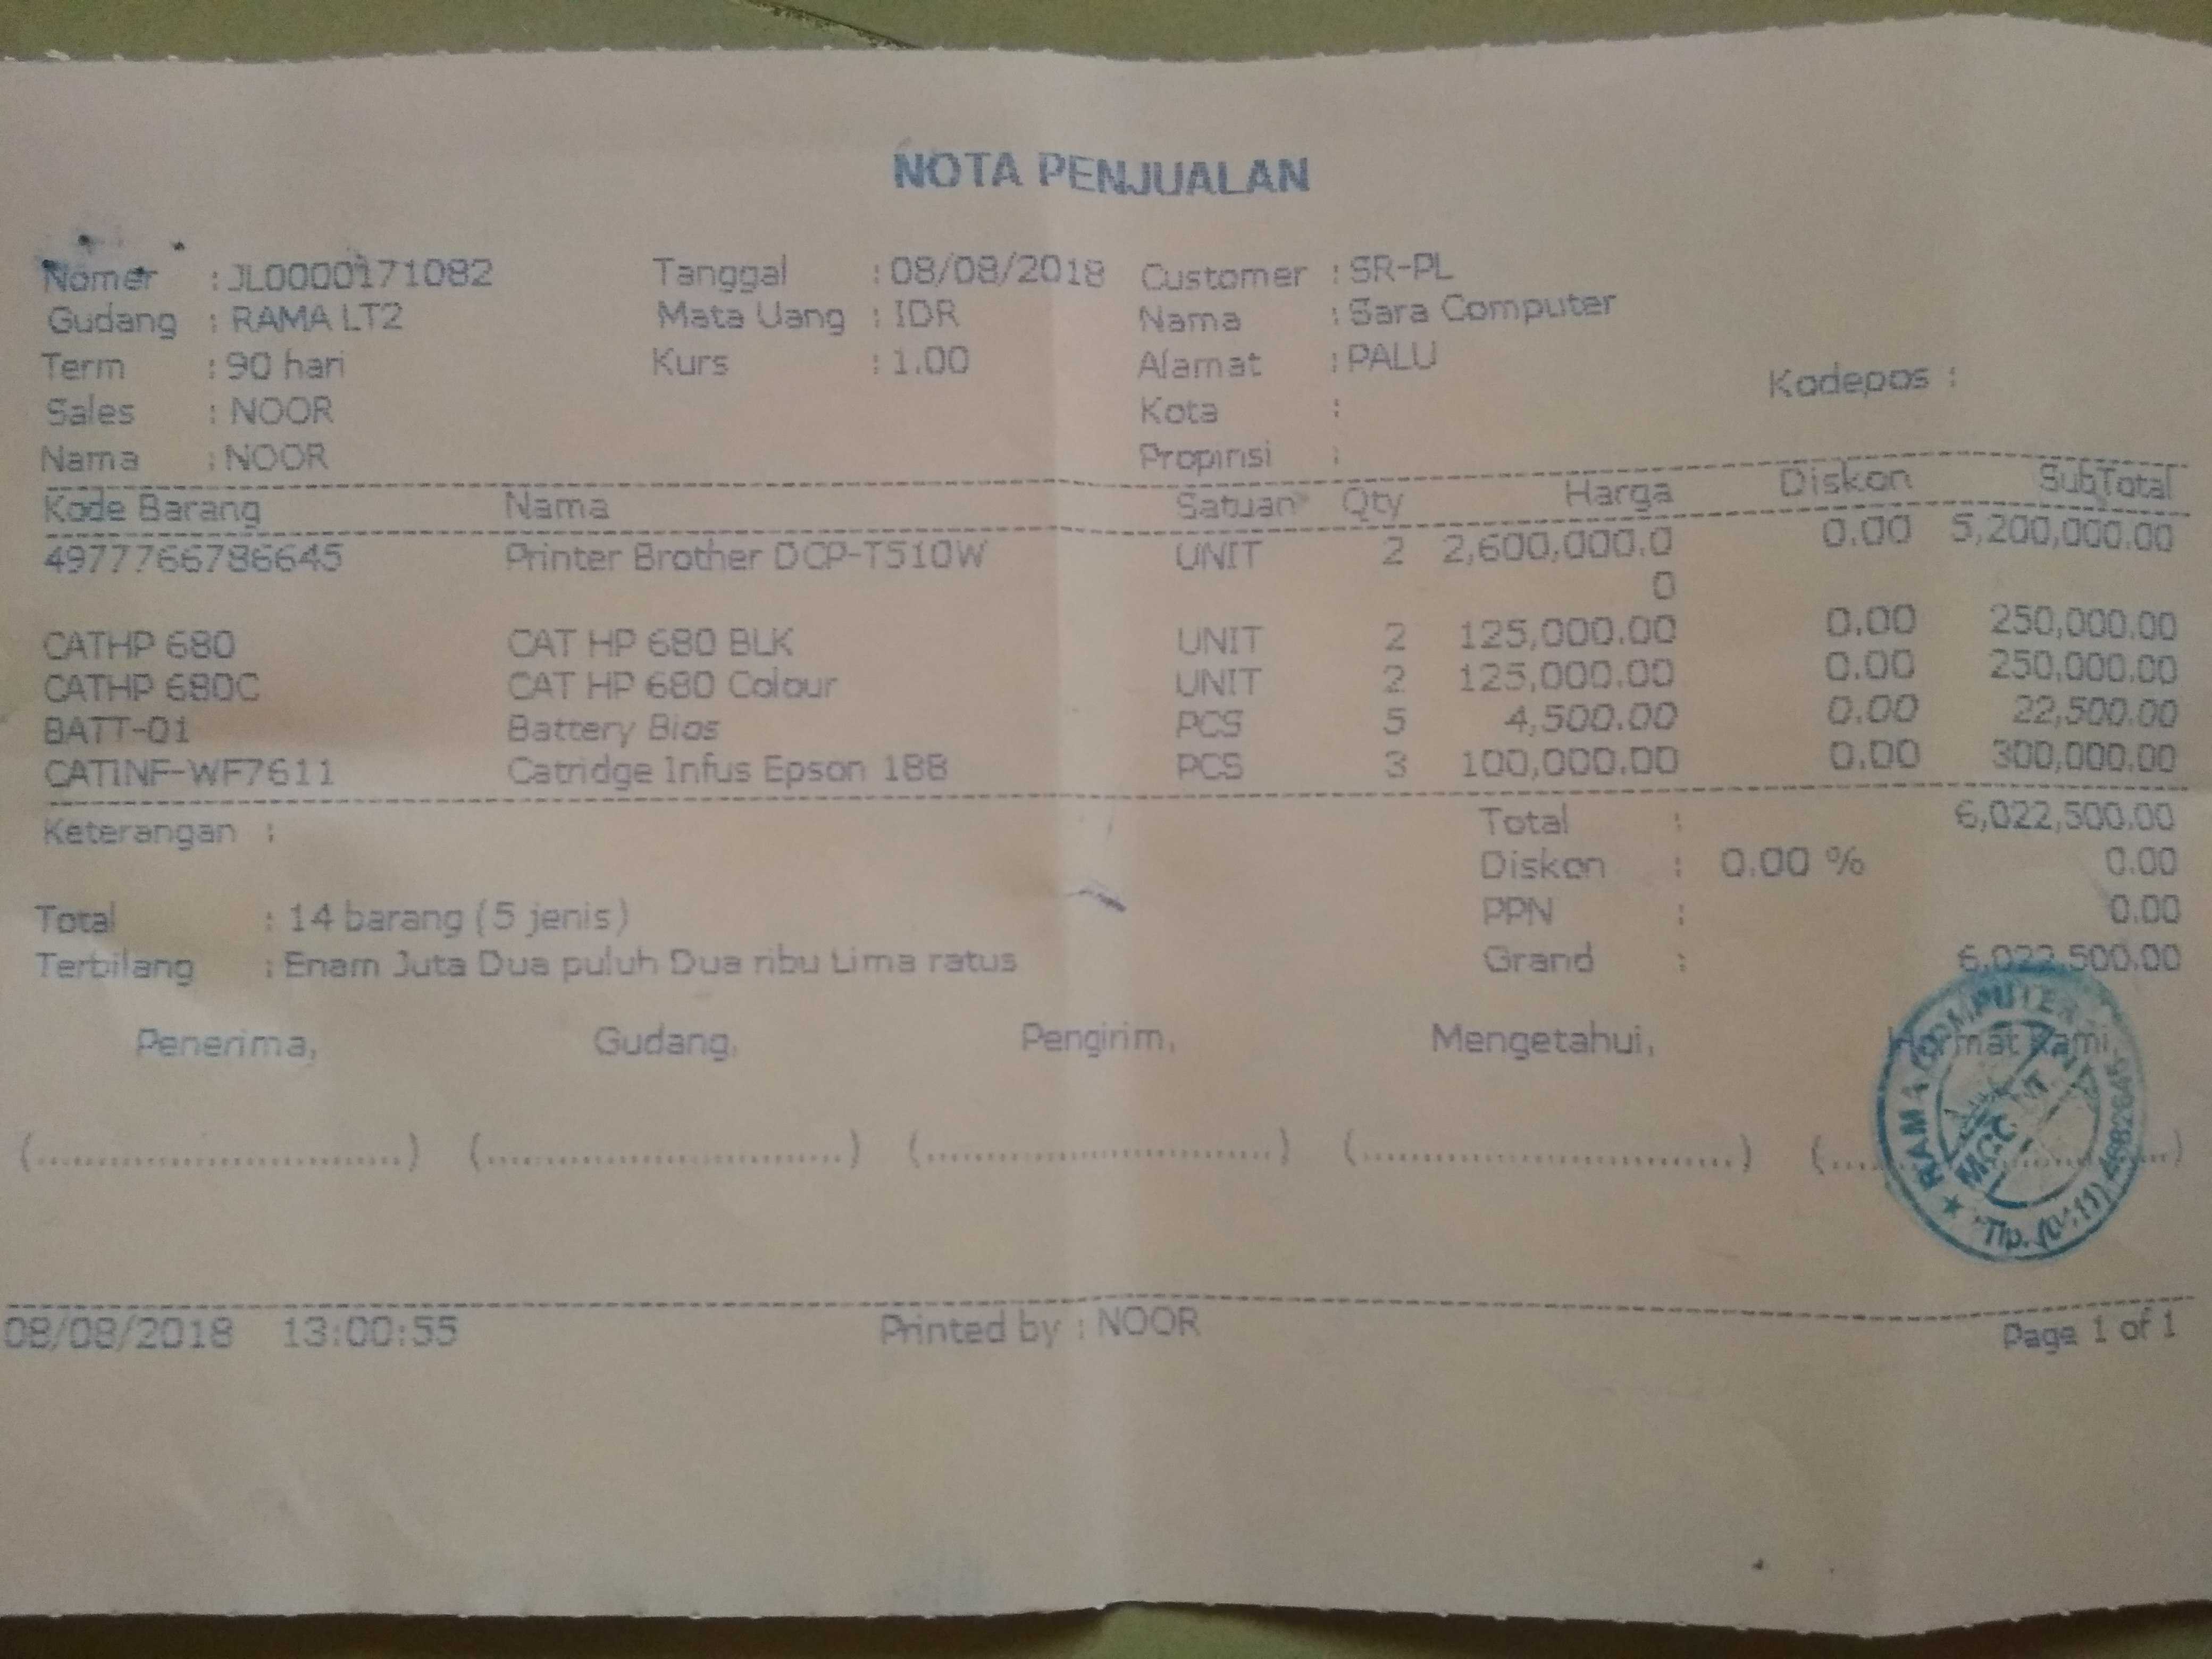 NOTA PENJUALAN
Nomer : JL0000171082 Tanggal : 08/08/2018 Customer : SR-PL
Gudang : RAMA LT2 Mata Uang : IDR Nama : Sara Computer
Term : 90 hari Kurs : 1.00 Alamat : PALU Kodepos :
Sales : NOOR Kota :
Nama : NOOR Propinsi :
Kode Barang Nama Satuan Qty Harga Diskon SubTotal
4977766786645 Printer Brother DCP-T510W UNIT 2 2,600,000.0 0.00 5,200,000.00
0
CATHP 680 CAT HP 680 BLK UNIT 2 125,000.00 0.00 250,000.00
CATHP 680C CAT HP 680 Colour UNIT 2 125,000.00 0.00 250,000.00
BATT-01 Battery Bios PCS 5 4,500.00 0.00 22,500.00
CATINF-WF7611 Catridge Infus Epson 188 PCS 3 100,000.00 0.00 300,000.00
Keterangan : Total : 6,022,500.00
Diskon : 0.00 % 0.00
Total : 14 barang (5 jenis) PPN : 0.00
Terbilang : Enam Juta Dua puluh Dua ribu Lima ratus Grand : 6,022,500.00
Penerima, Gudang, Pengirim, Mengetahui, Hormat Kami,
(..............................) (..............................) (..............................) (..............................) (..............................)
RAMA COMPUTER
Tlp.
08/08/2018 13:00:55 Printed by : NOOR Page 1 of 1